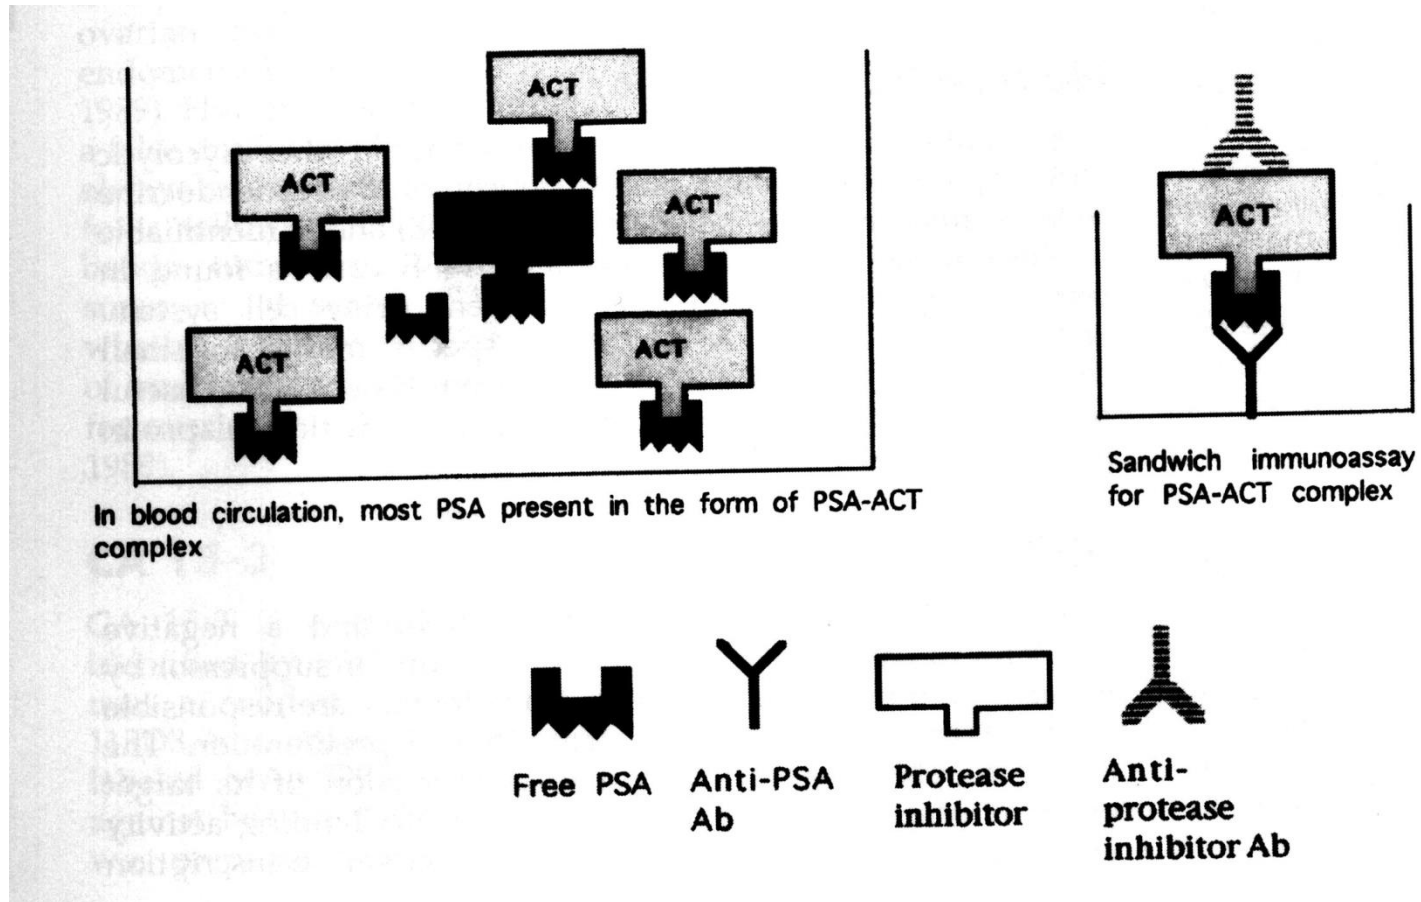 ACT
ACT
ACT
ACT
ACT
ACT
In blood circulation, most PSA present in the form of PSA-ACT
complex
Sandwich immunoassay
for PSA-ACT complex
Free PSA
Anti-PSA
Ab
Protease
inhibitor
Anti-
protease
inhibitor Ab